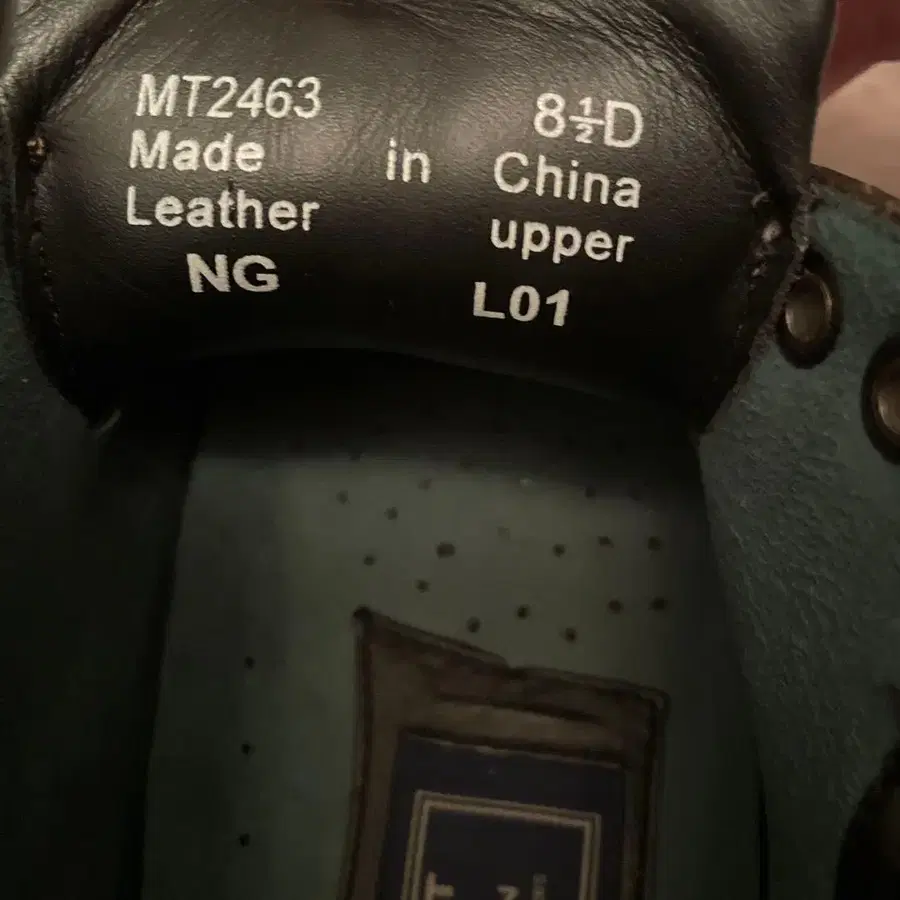 MT2463 8½D
Made in China
Leather upper
NG L01